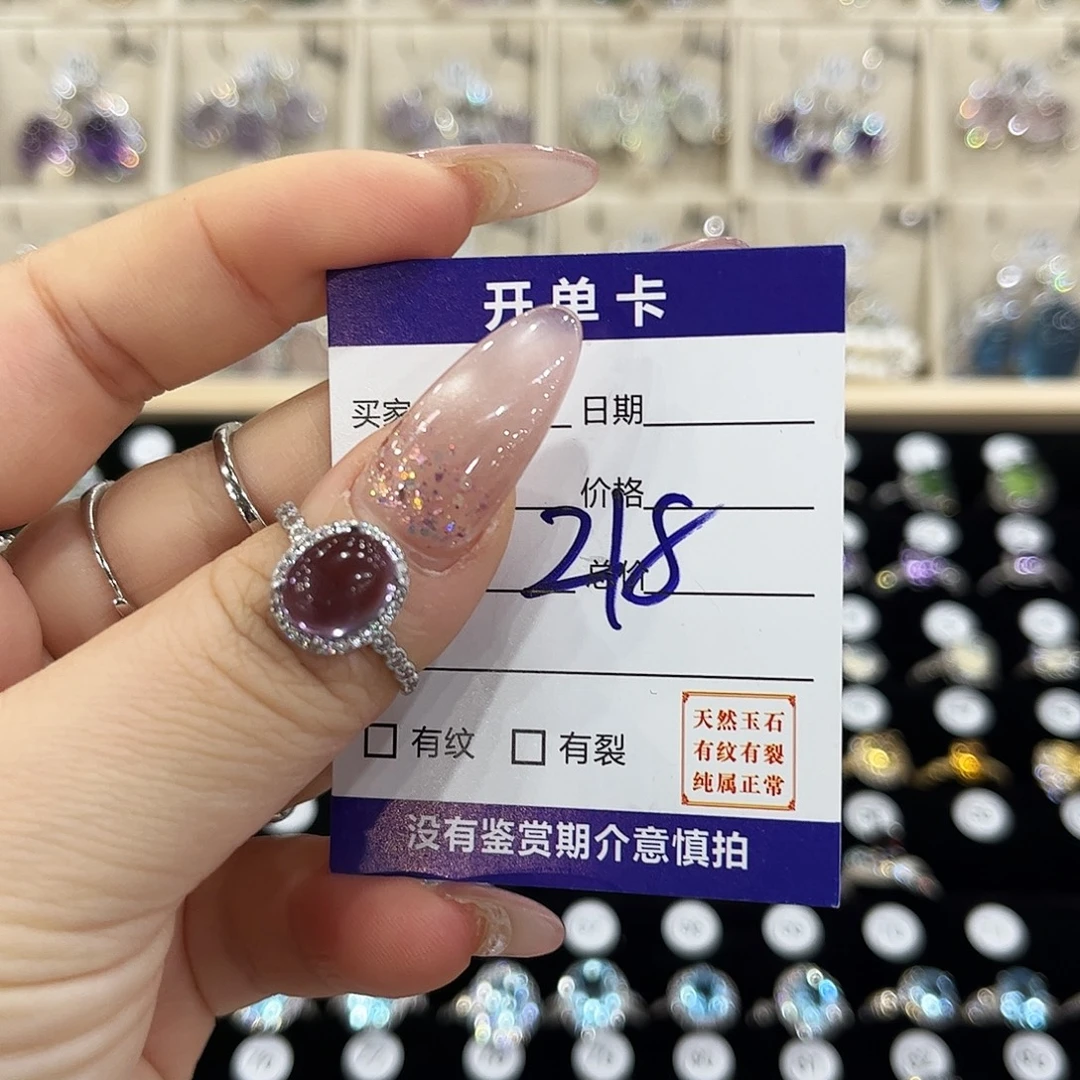 开单卡
买家
日期
价格
218
总价
有纹
有裂
天然玉石
有纹有裂
纯属正常
没有鉴赏期介意慎拍